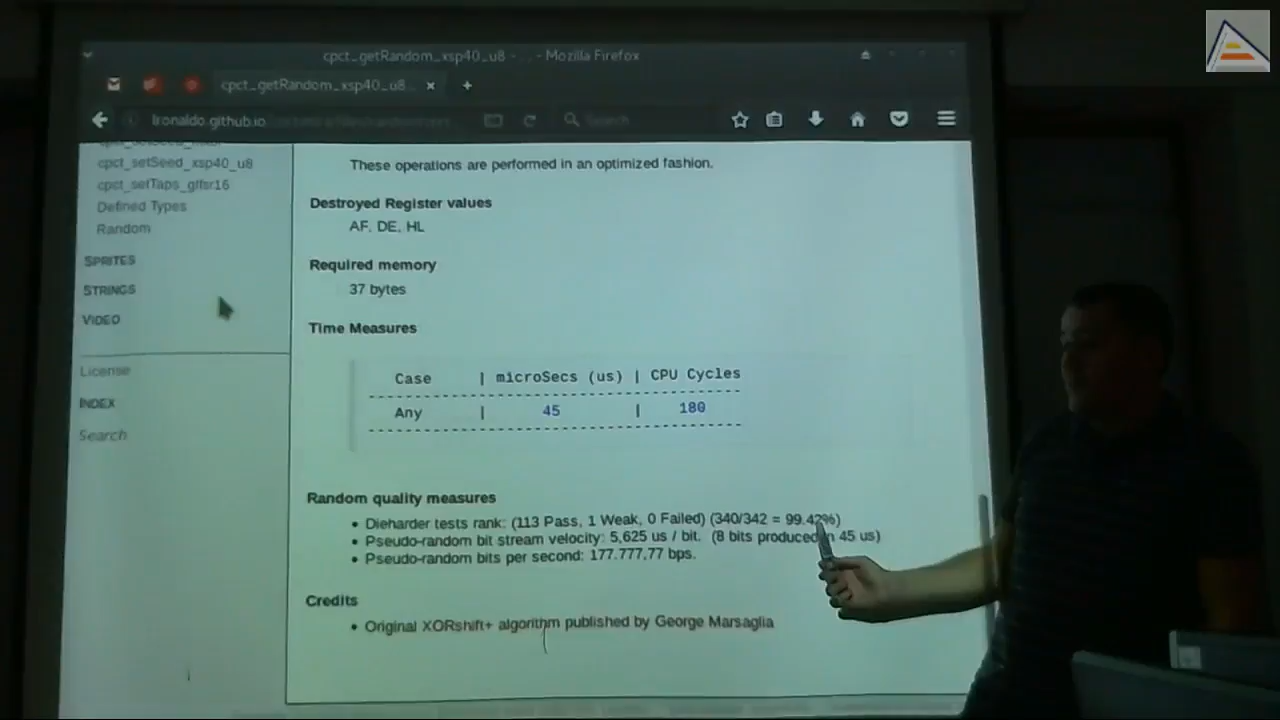 cpct_getRandom_xsp40_u8 - . . - Mozilla Firefox
cpct_getRandom_xsp40_u8...
lronaldo.github.io
Search
cpct_setSeed_xsp40_u8
cpct_setTaps_glfsr16
Defined Types
Random
SPRITES
STRINGS
VIDEO
License
INDEX
Search
These operations are performed in an optimized fashion.
Destroyed Register values
AF, DE, HL
Required memory
37 bytes
Time Measures
Case | microSecs (us) | CPU Cycles
Any | 45 | 180
Random quality measures
• Dieharder tests rank: (113 Pass, 1 Weak, 0 Failed) (340/342 = 99.42%)
• Pseudo-random bit stream velocity: 5,625 us / bit. (8 bits produced in 45 us)
• Pseudo-random bits per second: 177.777,77 bps.
Credits
• Original XORshift+ algorithm published by George Marsaglia